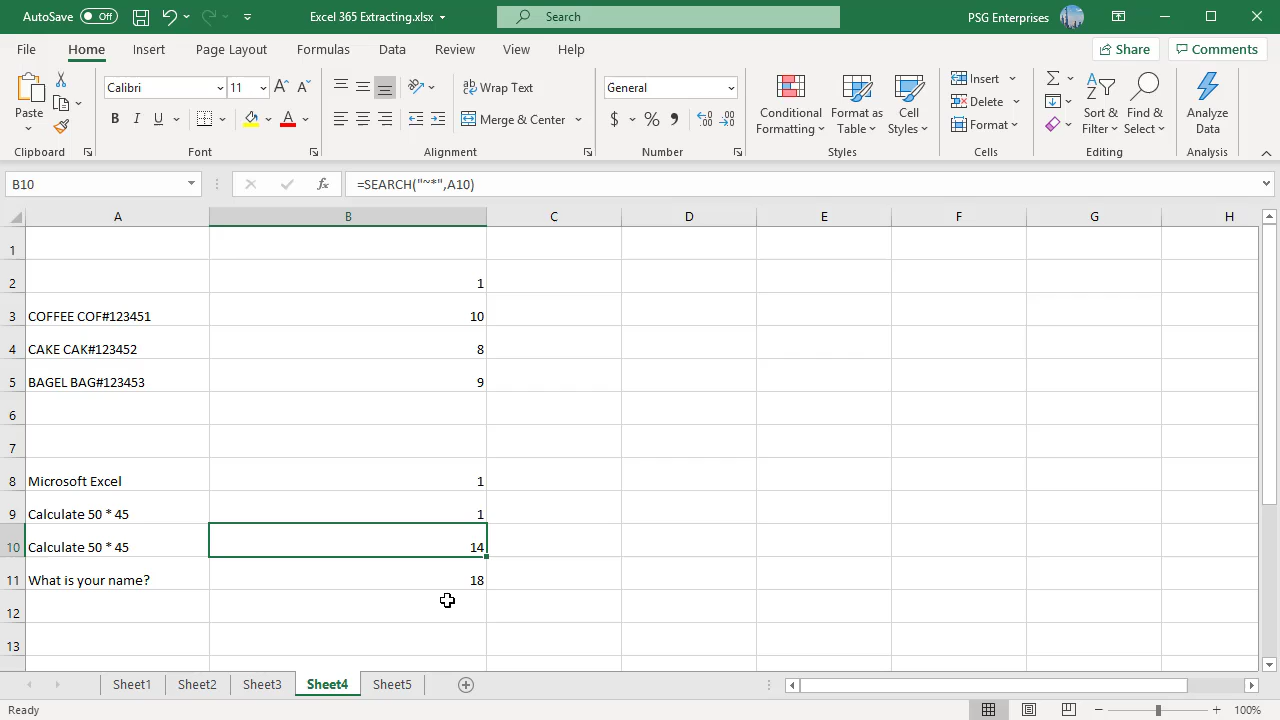 AutoSave Off Excel 365 Extracting.xlsx Search PSG Enterprises
File Home Insert Page Layout Formulas Data Review View Help Share Comments
Paste Calibri 11 A A Wrap Text General Conditional Formatting Format as Table Cell Styles Insert Sort & Filter Find & Select Analyze Data
B I U A Merge & Center $ % Delete
Format
Clipboard Font Alignment Number Styles Cells Editing Analysis
B10 fx =SEARCH("~*",A10)
A B C D E F G H
1
2 1
3 COFFEE COF#123451 10
4 CAKE CAK#123452 8
5 BAGEL BAG#123453 9
6
7
8 Microsoft Excel 1
9 Calculate 50 * 45 1
10 Calculate 50 * 45 14
11 What is your name? 18
12
13
Sheet1 Sheet2 Sheet3 Sheet4 Sheet5
Ready 100%